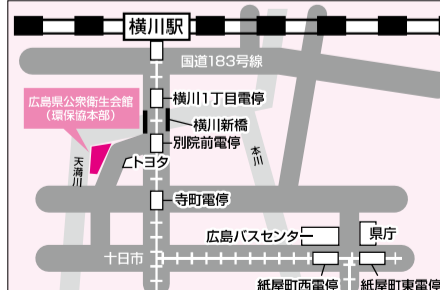 横川駅
国道183号線
広島県公衆衛生会館
（環保協本部）
横川1丁目電停
横川新橋
別院前電停
天満川
トヨタ
本川
寺町電停
広島バスセンター
県庁
十日市
紙屋町西電停
紙屋町東電停